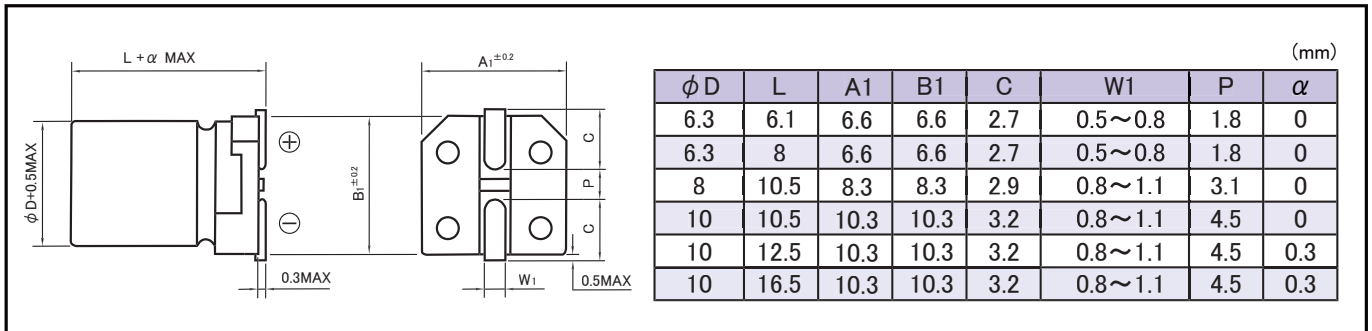 (mm)
L + α MAX
A1±0.2
φD+0.5MAX
⊕
⊖
B1±0.2
C
P
C
0.3MAX
W1
0.5MAX
φD L A1 B1 C W1 P α
6.3 6.1 6.6 6.6 2.7 0.5～0.8 1.8 0
6.3 8 6.6 6.6 2.7 0.5～0.8 1.8 0
8 10.5 8.3 8.3 2.9 0.8～1.1 3.1 0
10 10.5 10.3 10.3 3.2 0.8～1.1 4.5 0
10 12.5 10.3 10.3 3.2 0.8～1.1 4.5 0.3
10 16.5 10.3 10.3 3.2 0.8～1.1 4.5 0.3